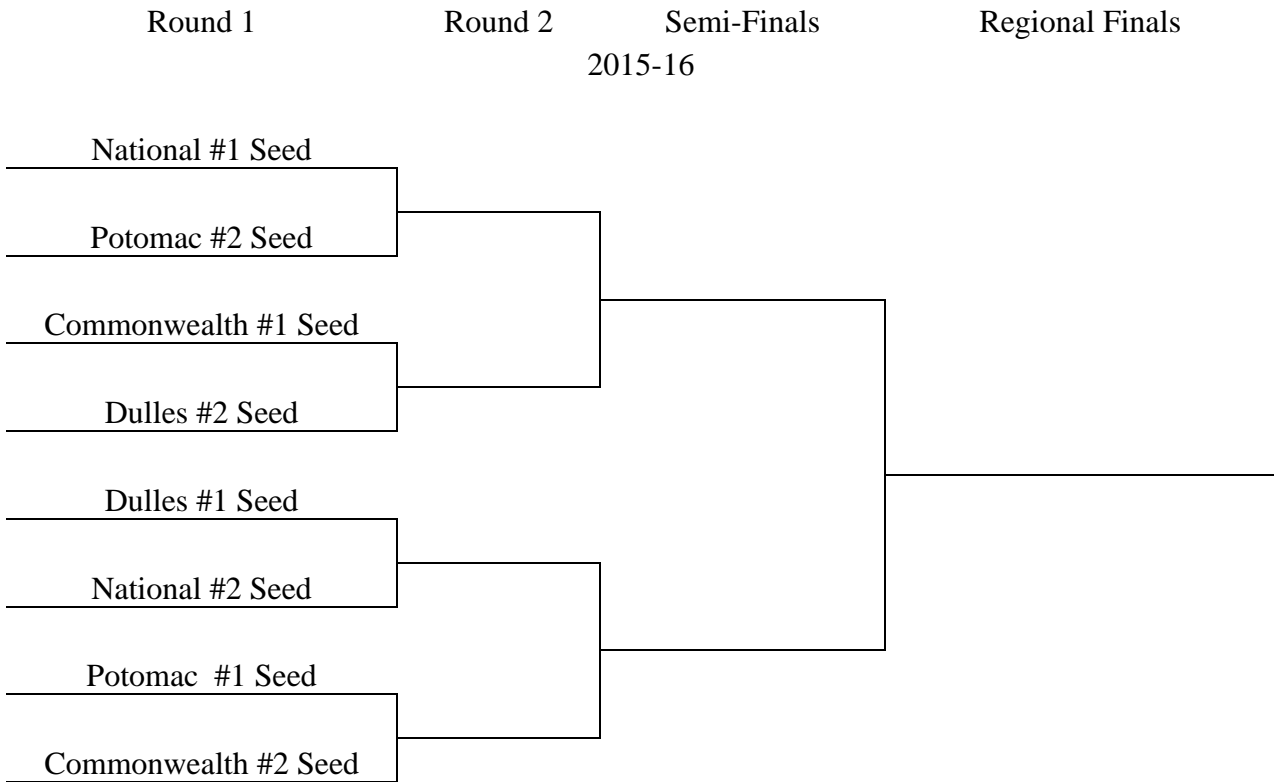 Round 1 Round 2 Semi-Finals Regional Finals
2015-16
National #1 Seed
Potomac #2 Seed
Commonwealth #1 Seed
Dulles #2 Seed
Dulles #1 Seed
National #2 Seed
Potomac #1 Seed
Commonwealth #2 Seed